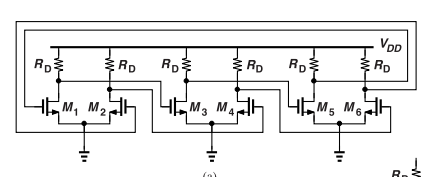 V_DD
R_D R_D R_D R_D R_D R_D
M_1 M_2 M_3 M_4 M_5 M_6
(a)
R_D